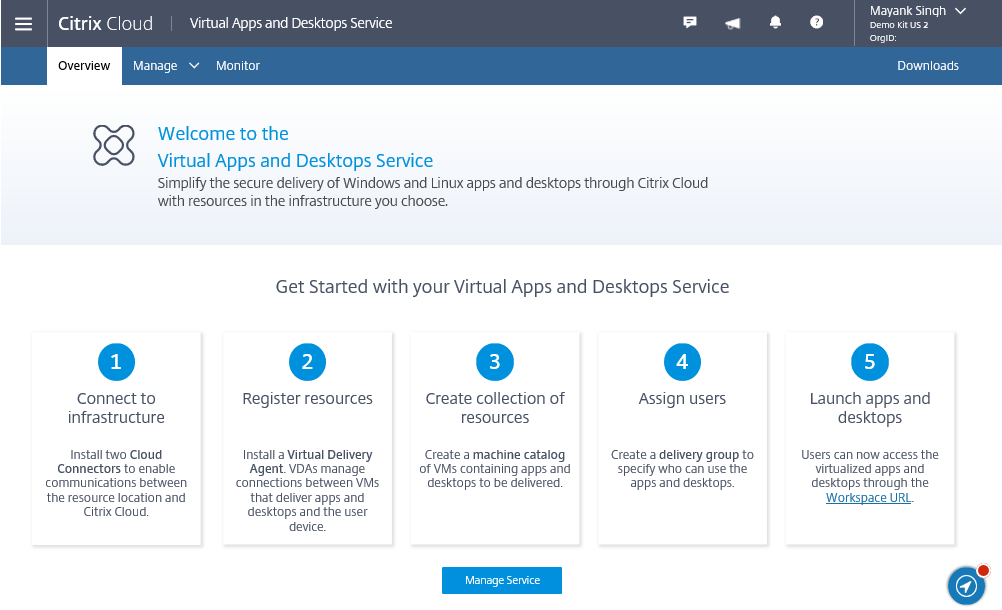 Citrix Cloud
Virtual Apps and Desktops Service
Mayank Singh
Demo Kit US 2
OrgID:
Overview
Manage
Monitor
Downloads
Welcome to the
Virtual Apps and Desktops Service
Simplify the secure delivery of Windows and Linux apps and desktops through Citrix Cloud
with resources in the infrastructure you choose.
Get Started with your Virtual Apps and Desktops Service
1
Connect to
infrastructure
Install two Cloud
Connectors to enable
communications between
the resource location and
Citrix Cloud.
2
Register resources
Install a Virtual Delivery
Agent. VDAs manage
connections between VMs
that deliver apps and
desktops and the user
device.
3
Create collection of
resources
Create a machine catalog
of VMs containing apps and
desktops to be delivered.
4
Assign users
Create a delivery group to
specify who can use the
apps and desktops.
5
Launch apps and
desktops
Users can now access the
virtualized apps and
desktops through the
Workspace URL.
Manage Service